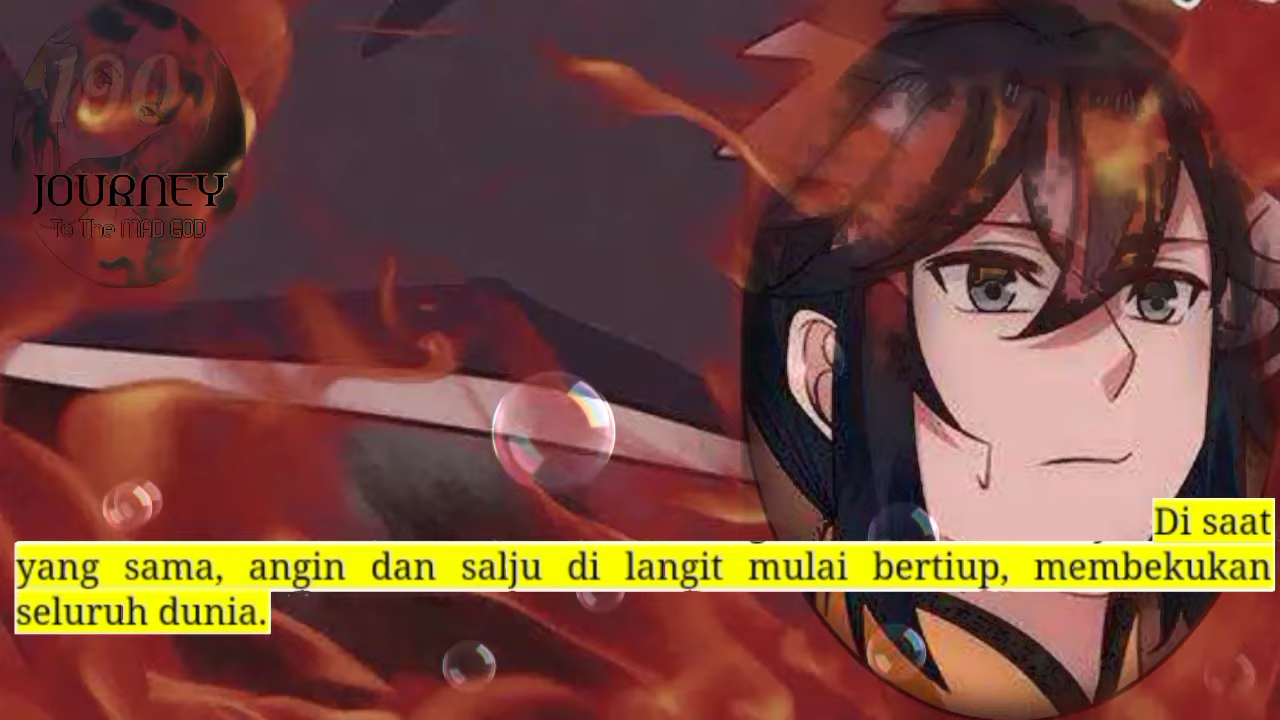 190
JOURNEY
To The MAD GOD
Di saat
yang sama, angin dan salju di langit mulai bertiup, membekukan
seluruh dunia.